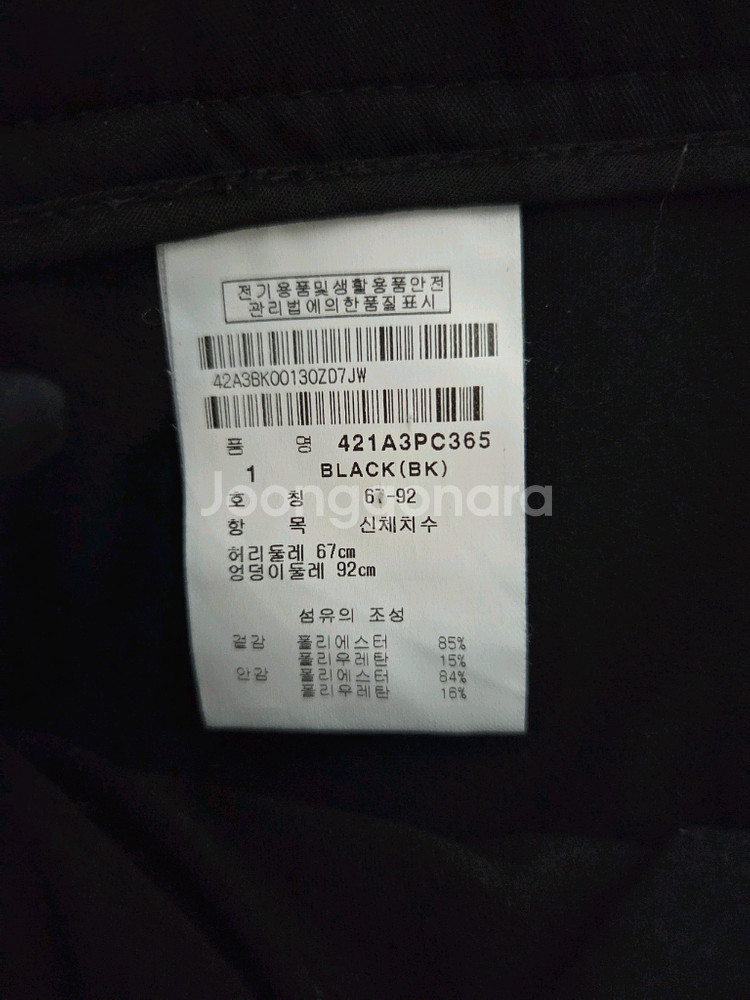 전기용품및생활용품안전
관리법에의한품질표시
42A3BK00130ZD7JW
품 명 421A3PC365
1 BLACK(BK)
호 칭 67-92
Joonggonara
항 목 신체치수
허리둘레 67cm
엉덩이둘레 92cm
섬유의 조성
겉감 폴리에스터 85%
폴리우레탄 15%
안감 폴리에스터 84%
폴리우레탄 16%